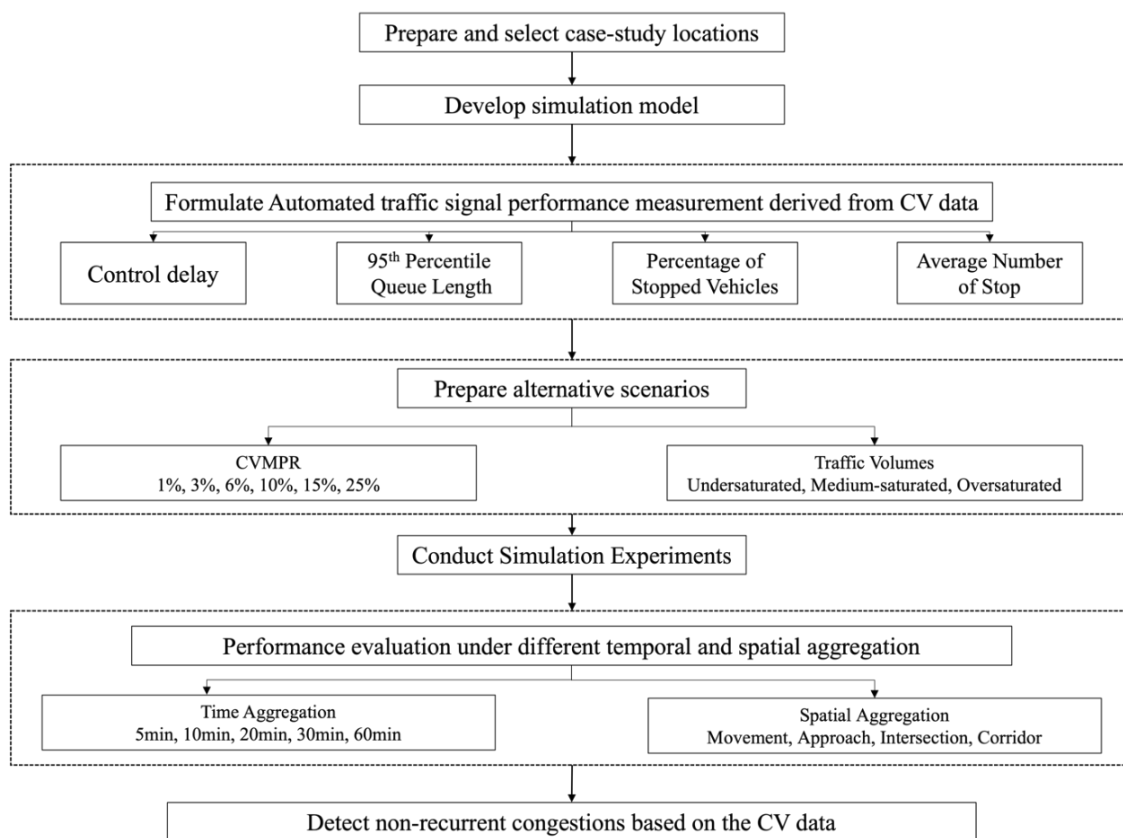 Prepare and select case-study locations
Develop simulation model
Formulate Automated traffic signal performance measurement derived from CV data
Control delay
95th Percentile
Queue Length
Percentage of
Stopped Vehicles
Average Number
of Stop
Prepare alternative scenarios
CVMPR
1%, 3%, 6%, 10%, 15%, 25%
Traffic Volumes
Undersaturated, Medium-saturated, Oversaturated
Conduct Simulation Experiments
Performance evaluation under different temporal and spatial aggregation
Time Aggregation
5min, 10min, 20min, 30min, 60min
Spatial Aggregation
Movement, Approach, Intersection, Corridor
Detect non-recurrent congestions based on the CV data